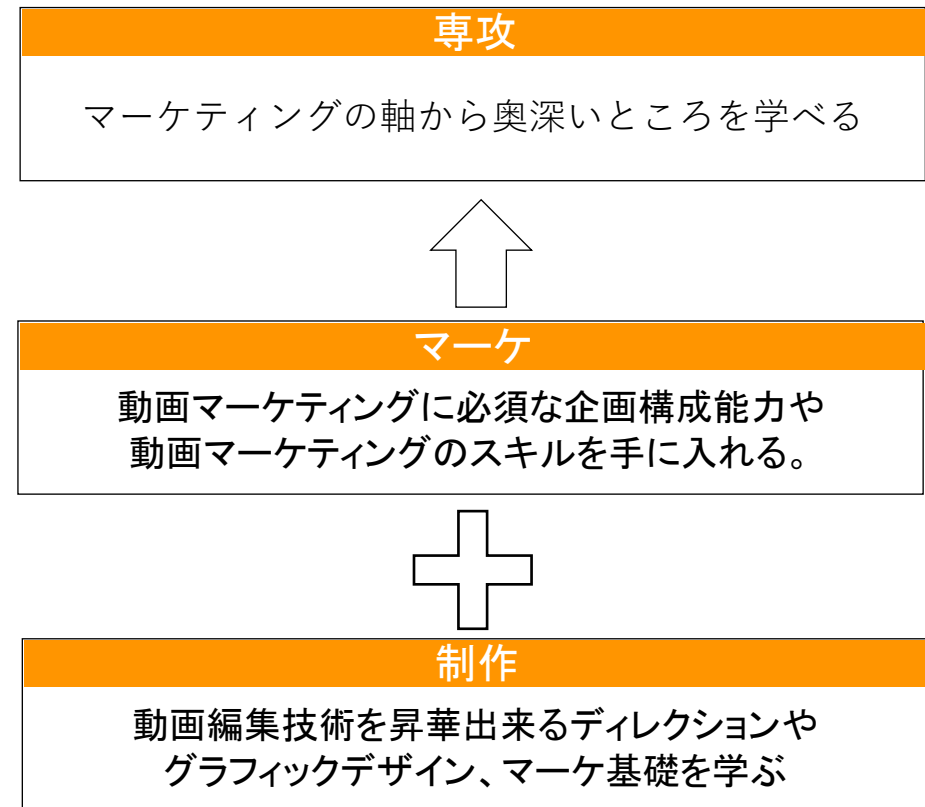 専攻
マーケティングの軸から奥深いところを学べる
マーケ
動画マーケティングに必須な企画構成能力や
動画マーケティングのスキルを手に入れる。
制作
動画編集技術を昇華出来るディレクションや
グラフィックデザイン、マーケ基礎を学ぶ